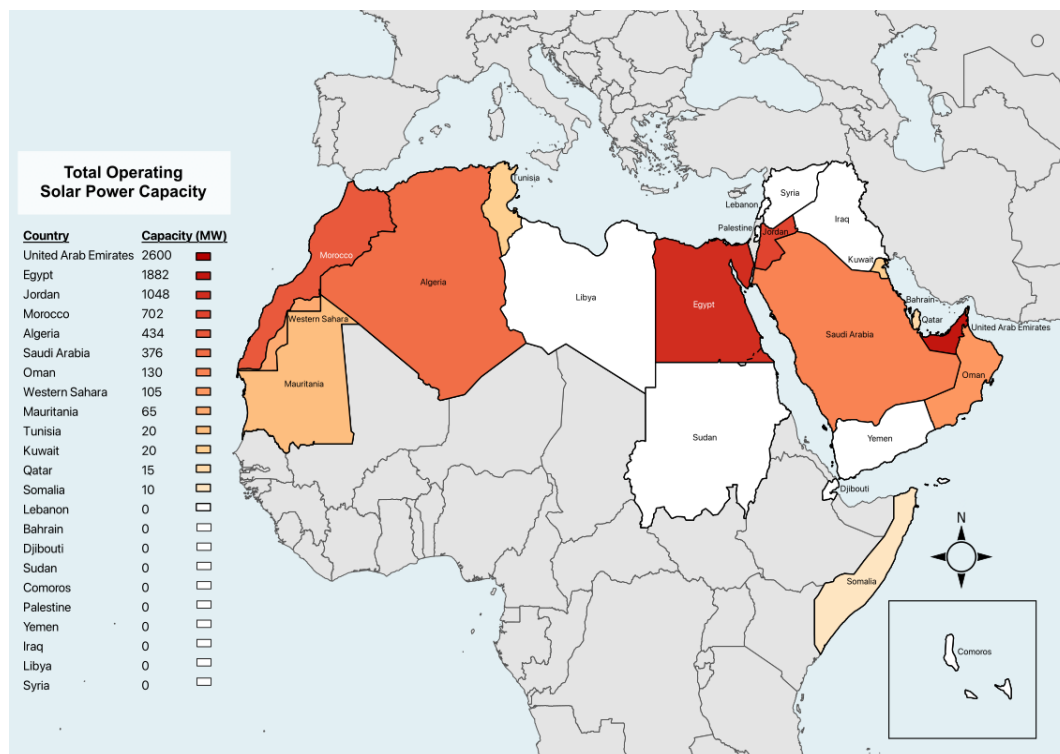 Total Operating
Solar Power Capacity
Country Capacity (MW)
United Arab Emirates 2600
Egypt 1882
Jordan 1048
Morocco 702
Algeria 434
Saudi Arabia 376
Oman 130
Western Sahara 105
Mauritania 65
Tunisia 20
Kuwait 20
Qatar 15
Somalia 10
Lebanon 0
Bahrain 0
Djibouti 0
Sudan 0
Comoros 0
Palestine 0
Yemen 0
Iraq 0
Libya 0
Syria 0
Tunisia
Syria
Lebanon
Iraq
Palestine
Jordan
Morocco
Kuwait
Algeria
Libya
Egypt
Bahrain
Qatar
Western Sahara
United Arab Emirates
Saudi Arabia
Oman
Mauritania
Sudan
Yemen
Djibouti
N
Somalia
Comoros